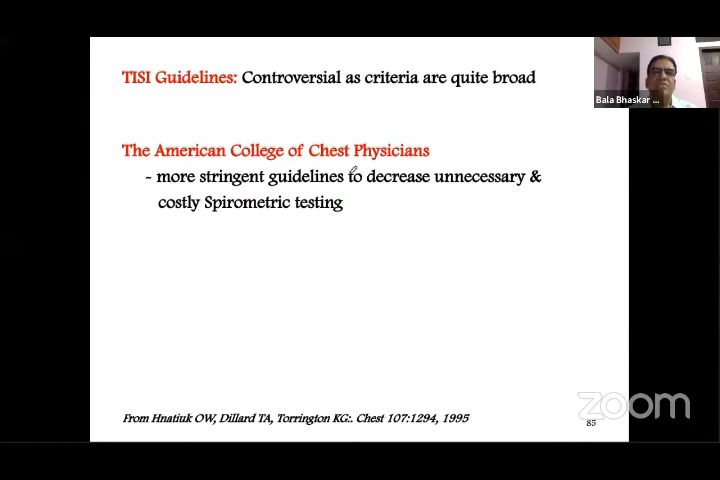 TISI Guidelines: Controversial as criteria are quite broad
Bala Bhaskar ...
The American College of Chest Physicians
- more stringent guidelines to decrease unnecessary &
costly Spirometric testing
From Hnatiuk OW, Dillard TA, Torrington KG:. Chest 107:1294, 1995
zoom
85